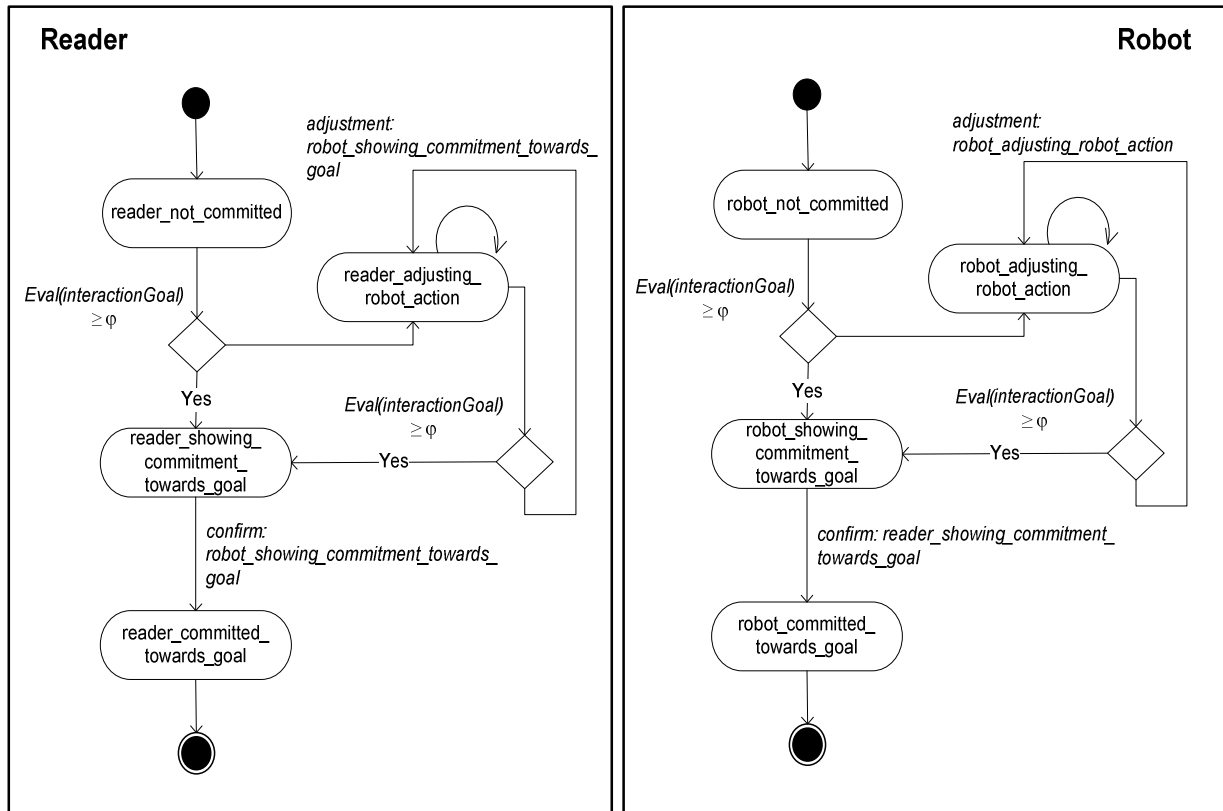 Reader
adjustment:
robot_showing_commitment_towards_
goal
reader_not_committed
reader_adjusting_
robot_action
Eval(interactionGoal)
≥ φ
Yes
Eval(interactionGoal)
≥ φ
reader_showing_
commitment_
towards_goal
Yes
confirm:
robot_showing_commitment_towards_
goal
reader_committed_
towards_goal
Robot
adjustment:
robot_adjusting_robot_action
robot_not_committed
robot_adjusting_
robot_action
Eval(interactionGoal)
≥ φ
Yes
Eval(interactionGoal)
≥ φ
robot_showing_
commitment_
towards_goal
Yes
confirm: reader_showing_commitment_
towards_goal
robot_committed_
towards_goal